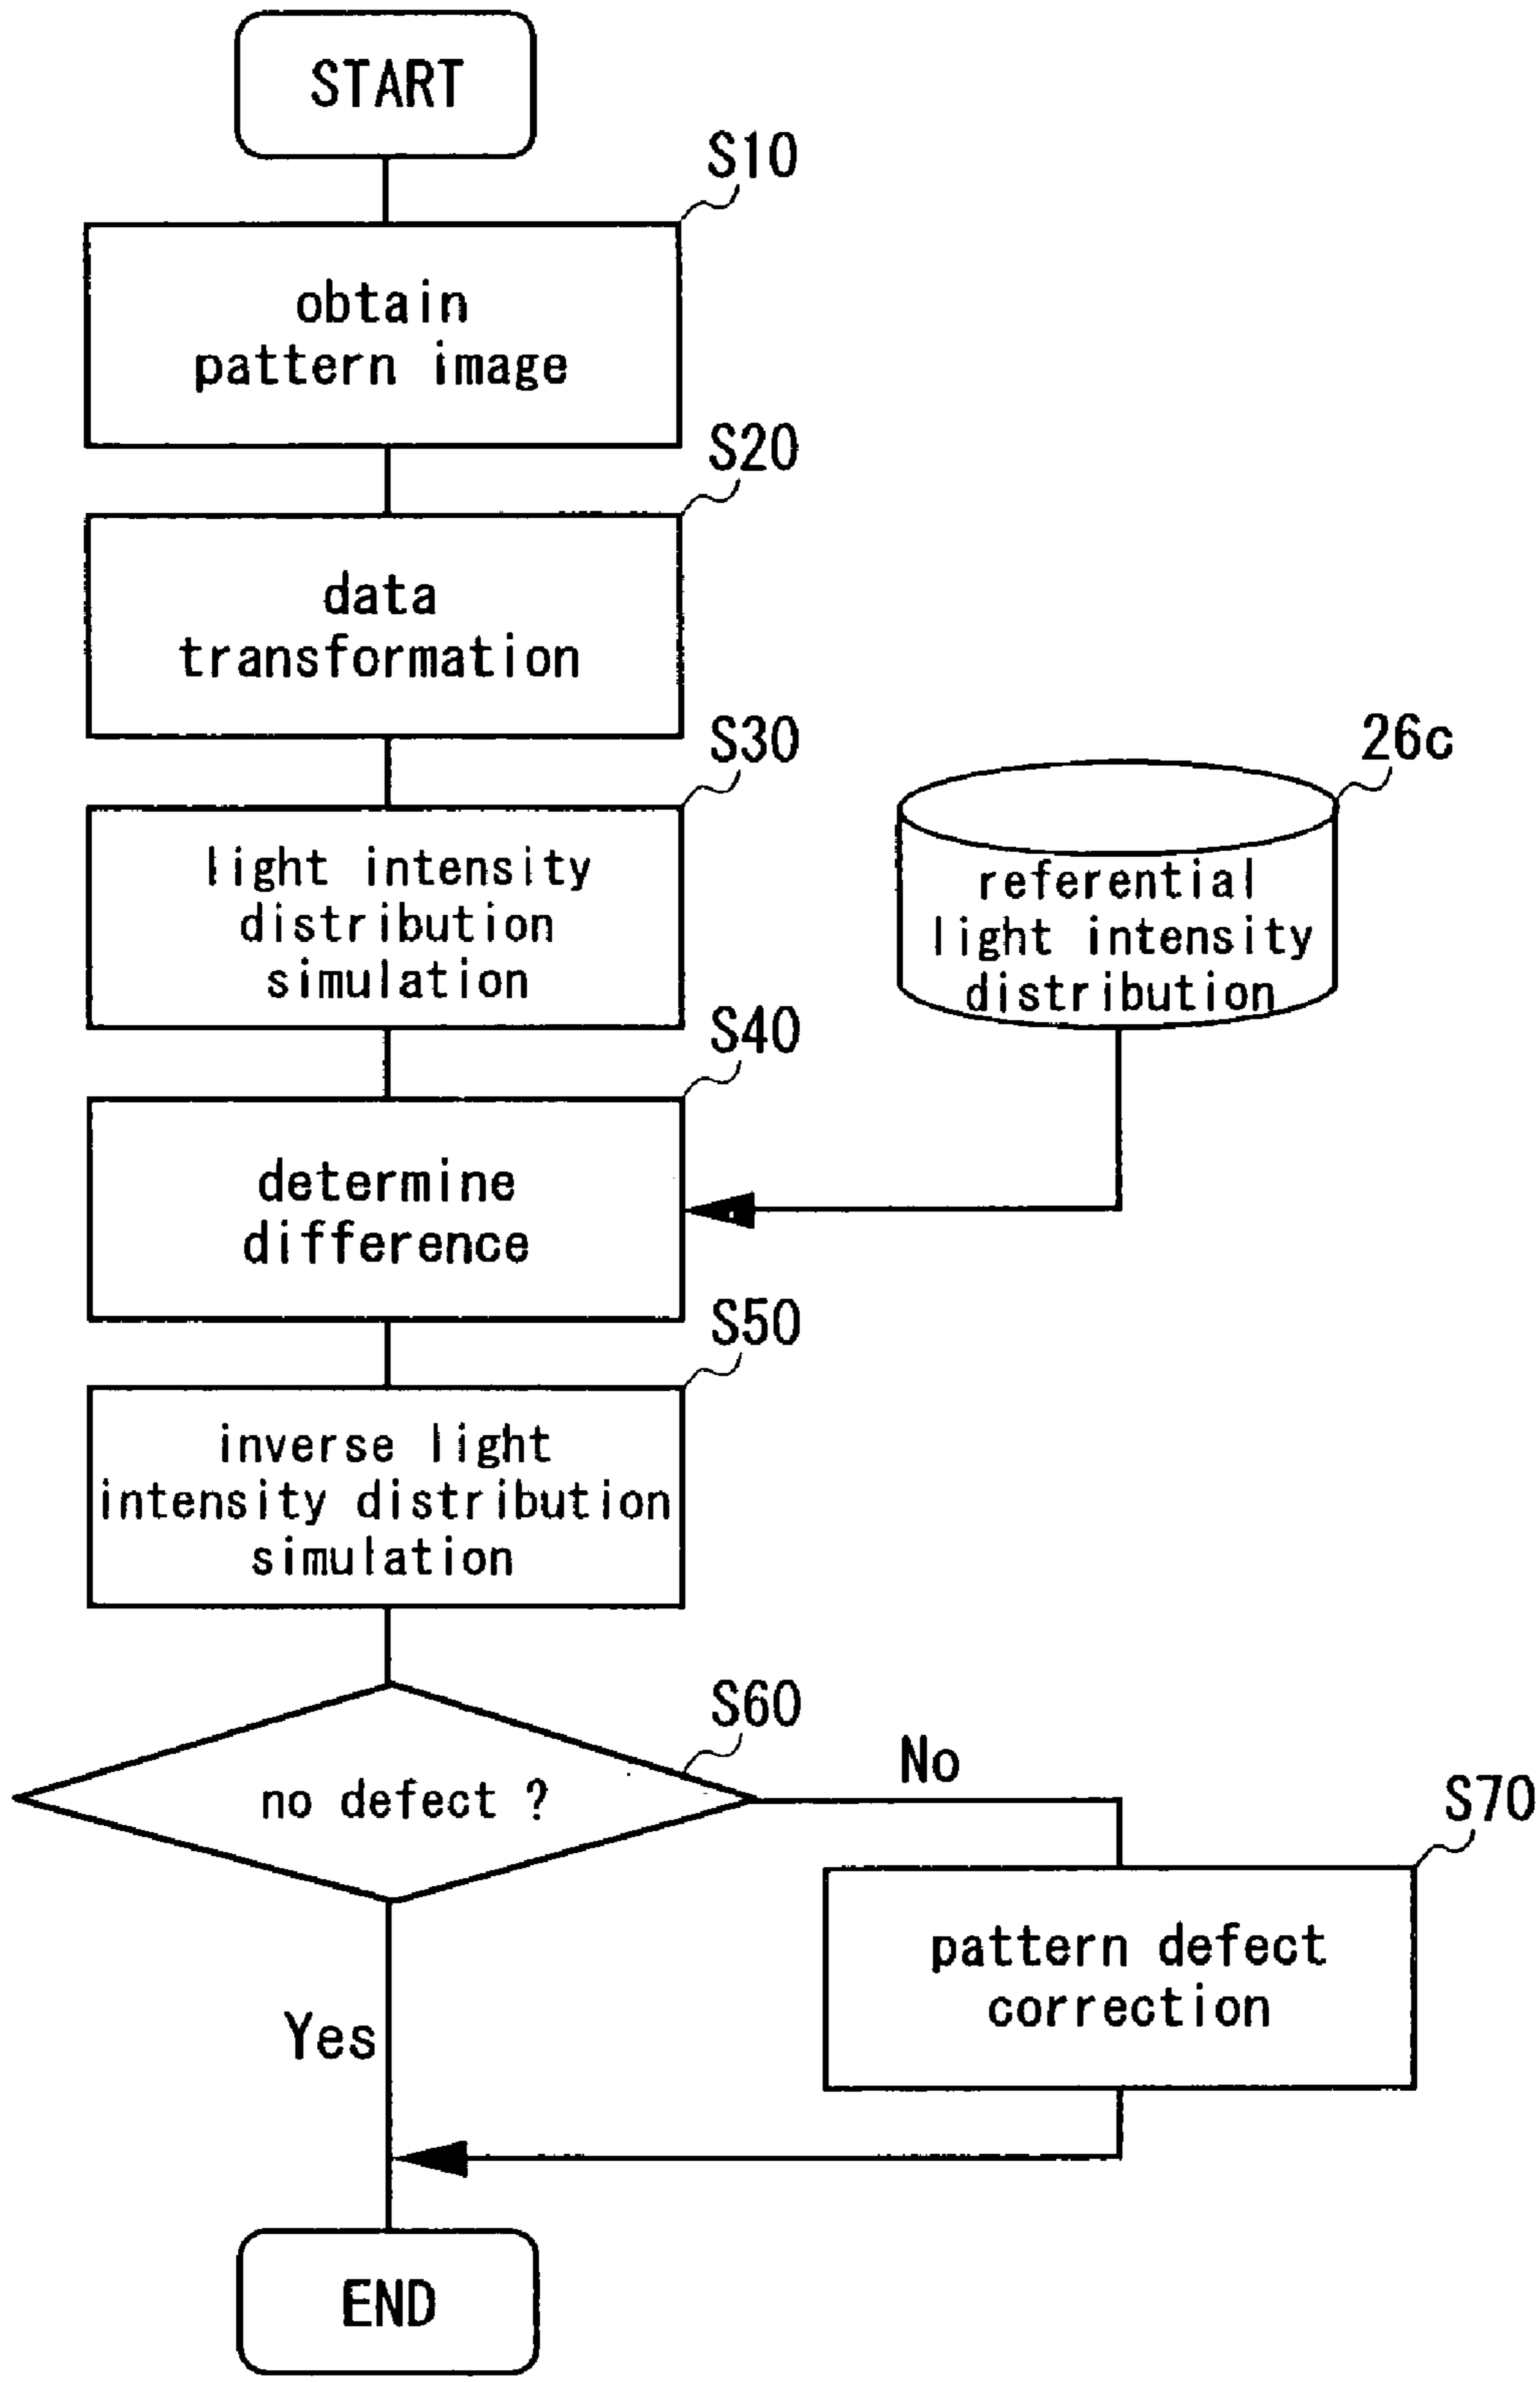 START
S10
obtain
pattern image
S20
data
transformation
S30
light intensity
distribution
simulation
26c
referential
light intensity
distribution
S40
determine
difference
S50
inverse light
intensity distribution
simulation
S60
no defect ?
No
S70
pattern defect
correction
Yes
END